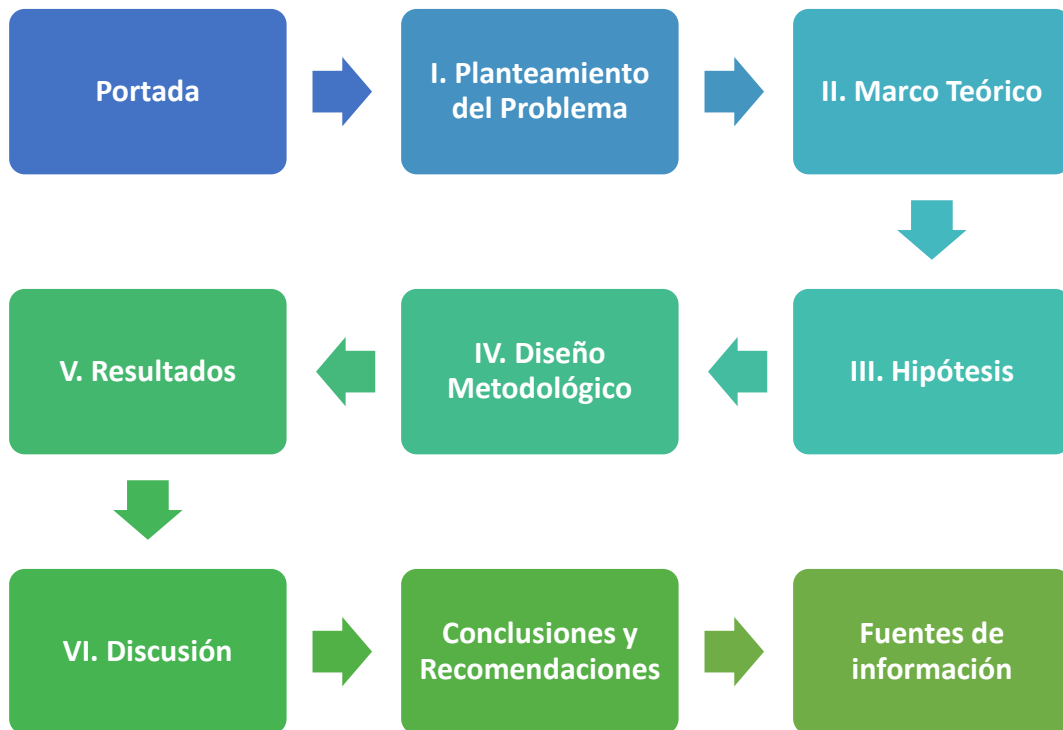 Portada
I. Planteamiento
del Problema
II. Marco Teórico
III. Hipótesis
IV. Diseño
Metodológico
V. Resultados
VI. Discusión
Conclusiones y
Recomendaciones
Fuentes de
información